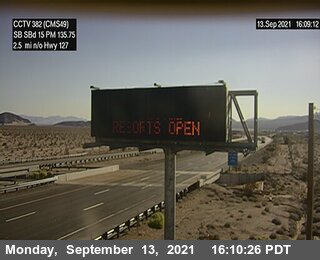 CCTV 382 (CMS49)
SB SBd 15 PM 135.75
2.5 mi n/o Hwy 127
13.Sep 2021 16:09:12
RESORTS OPEN
Monday, September 13, 2021 16:10:26 PDT